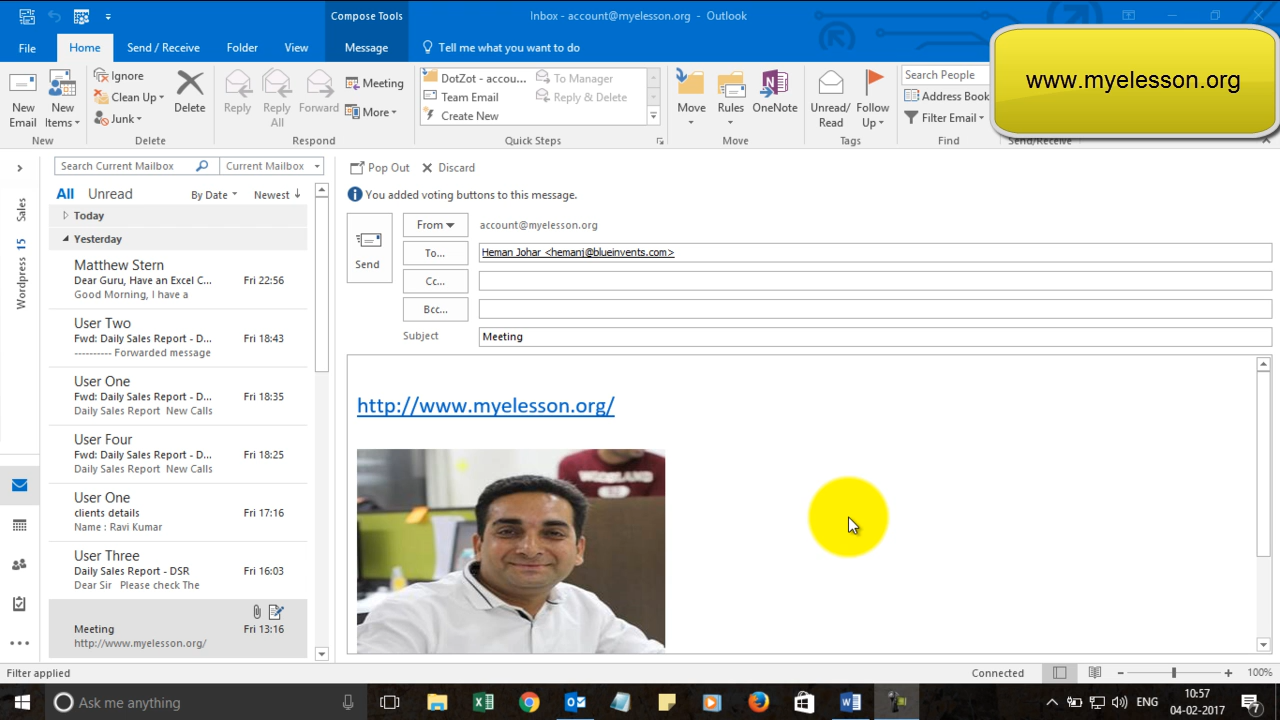 Compose Tools
Inbox - account@myelesson.org - Outlook
File
Home
Send / Receive
Folder
View
Message
Tell me what you want to do
www.myelesson.org
New Email
New Items
Ignore
Clean Up
Junk
Delete
Reply
Reply All
Forward
Meeting
More
DotZot - accou...
Team Email
Create New
To Manager
Reply & Delete
Move
Rules
OneNote
Unread/ Read
Follow Up
Search People
Address Book
Filter Email
New
Delete
Respond
Quick Steps
Move
Tags
Find
Send/Receive
Search Current Mailbox
Current Mailbox
Pop Out
Discard
All
Unread
By Date
Newest
You added voting buttons to this message.
Today
Yesterday
Sales
Wordpress 15
Send
From
account@myelesson.org
To...
Heman Johar <hemanj@blueinvents.com>
Cc...
Bcc...
Subject
Meeting
Matthew Stern
Dear Guru, Have an Excel C...
Fri 22:56
Good Morning, I have a
User Two
Fwd: Daily Sales Report - D...
Fri 18:43
---------- Forwarded message
User One
Fwd: Daily Sales Report - D...
Fri 18:35
Daily Sales Report New Calls
User Four
Fwd: Daily Sales Report - D...
Fri 18:25
Daily Sales Report New Calls
User One
clients details
Fri 17:16
Name : Ravi Kumar
User Three
Daily Sales Report - DSR
Fri 16:03
Dear Sir Please check The
Meeting
Fri 13:16
http://www.myelesson.org/
http://www.myelesson.org/
Filter applied
Connected
100%
Ask me anything
ENG
10:57
04-02-2017
7